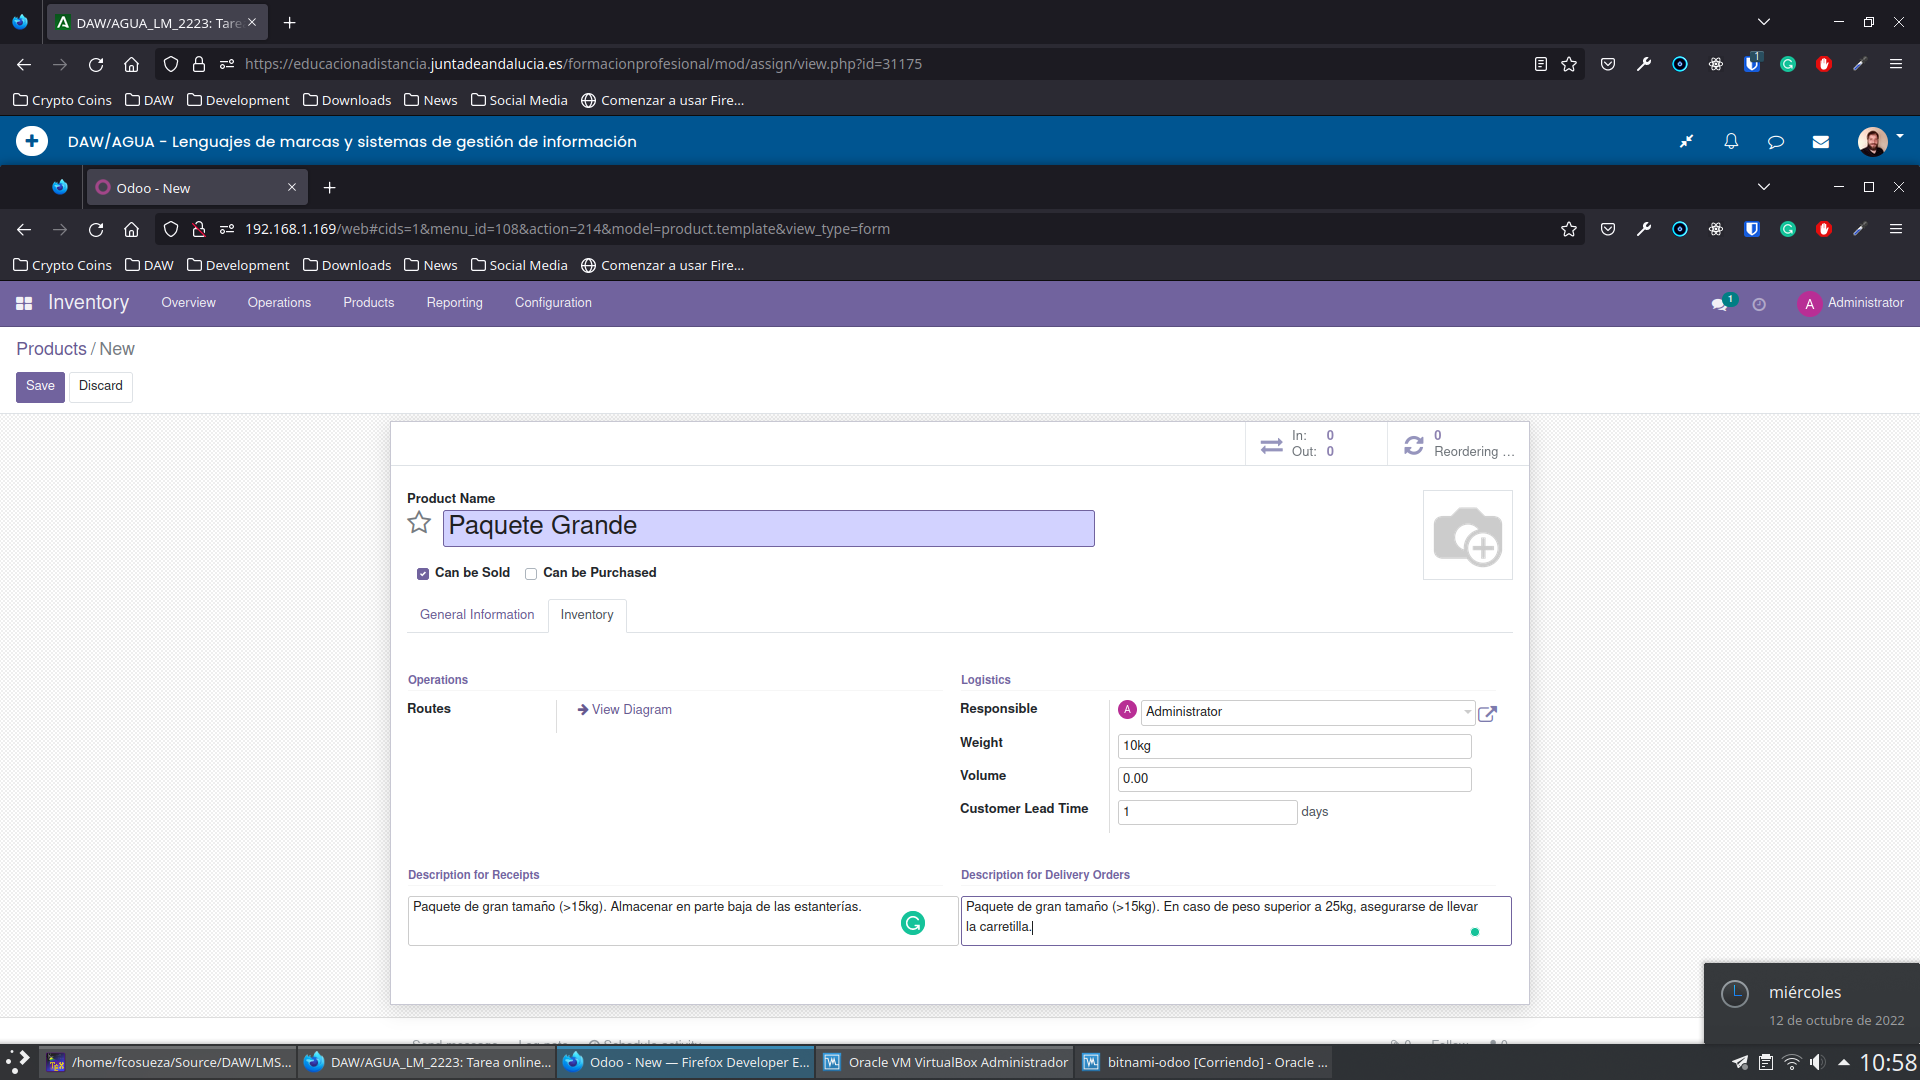 DAW/AGUA_LM_2223: Tare
https://educacionadistancia.juntadeandalucia.es/formacionprofesional/mod/assign/view.php?id=31175
1
Crypto Coins DAW Development Downloads News Social Media Comenzar a usar Fire...
DAW/AGUA - Lenguajes de marcas y sistemas de gestión de información
Odoo - New
192.168.1.169/web#cids=1&menu_id=108&action=214&model=product.template&view_type=form
Crypto Coins DAW Development Downloads News Social Media Comenzar a usar Fire...
Inventory Overview Operations Products Reporting Configuration 1 A Administrator
Products / New
Save Discard
In: 0
Out: 0
0
Reordering ...
Product Name
Paquete Grande
Can be Sold Can be Purchased
General Information Inventory
Operations
Routes
View Diagram
Logistics
Responsible A Administrator
Weight 10kg
Volume 0.00
Customer Lead Time 1 days
Description for Receipts
Paquete de gran tamaño (>15kg). Almacenar en parte baja de las estanterías.
Description for Delivery Orders
Paquete de gran tamaño (>15kg). En caso de peso superior a 25kg, asegurarse de llevar
la carretilla.
miércoles
12 de octubre de 2022
/home/fcosueza/Source/DAW/LMS... DAW/AGUA_LM_2223: Tarea online... Odoo - New — Firefox Developer E... Oracle VM VirtualBox Administrador bitnami-odoo [Corriendo] - Oracle ... 10:58